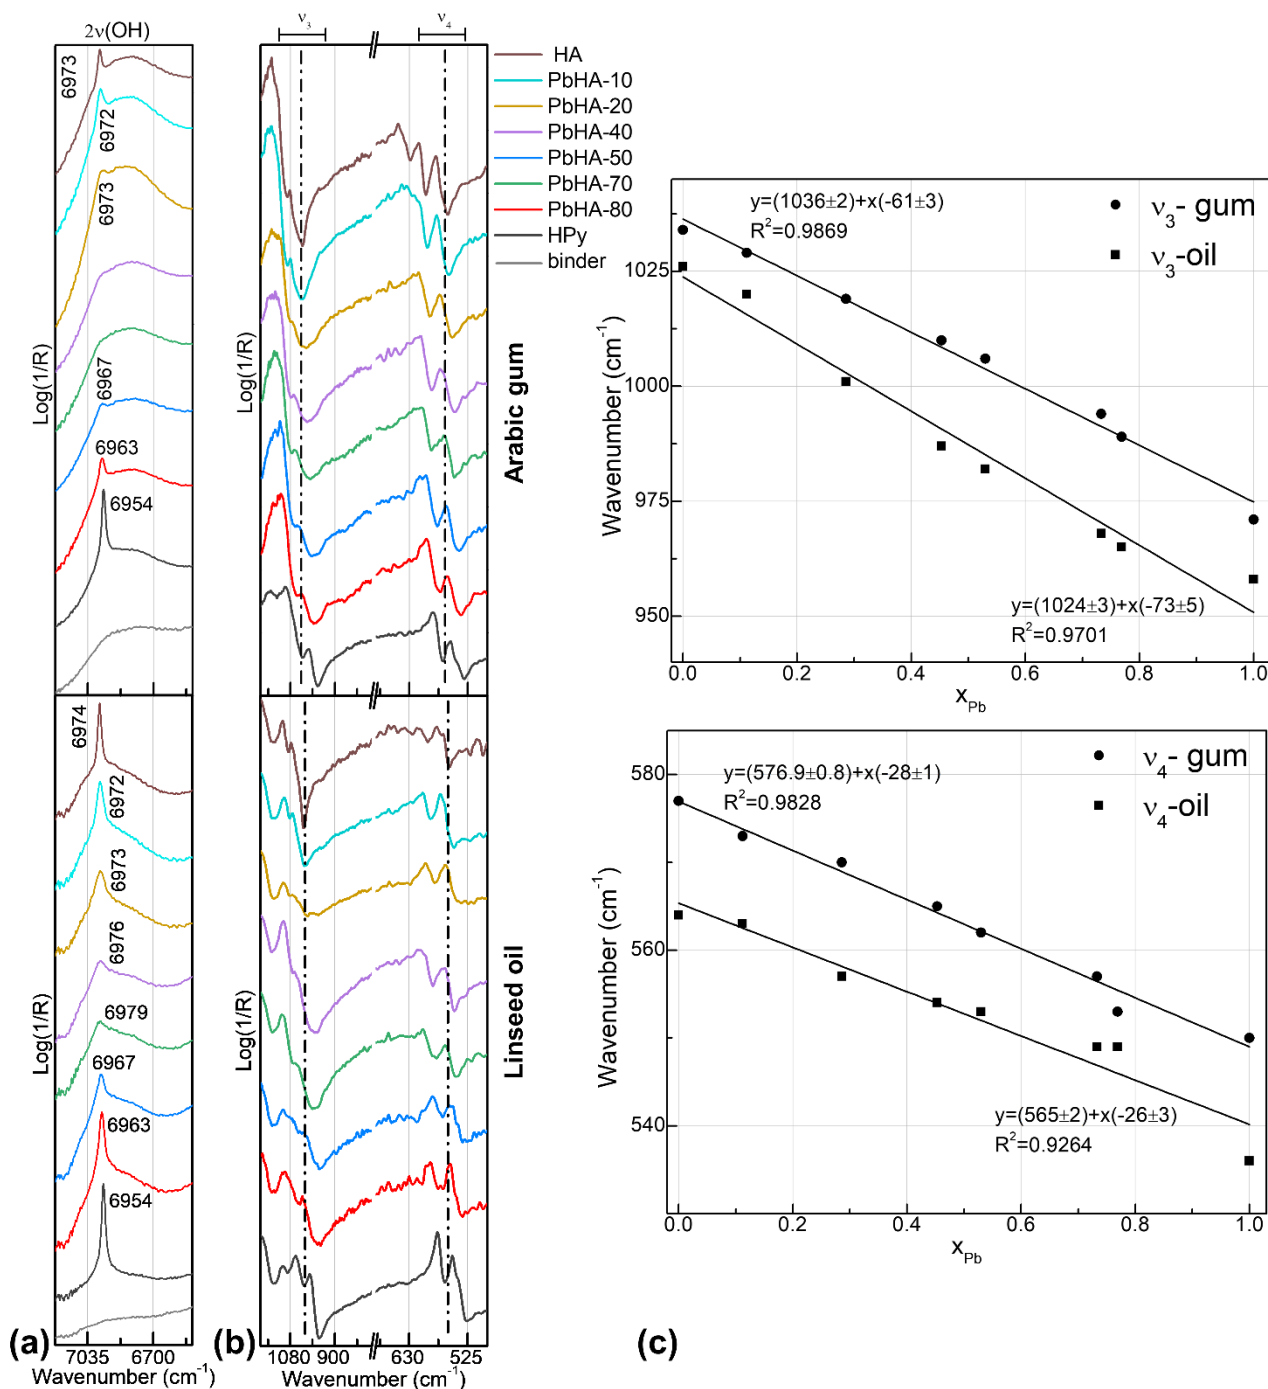 2ν(OH)
6973
6972
6973
6967
6963
6954
Log(1/R)
6974
6972
6973
6976
6979
6967
6963
6954
Log(1/R)
7035 6700
Wavenumber (cm⁻¹)
(a)
ν₃ ν₄
HA
PbHA-10
PbHA-20
PbHA-40
PbHA-50
PbHA-70
PbHA-80
HPy
binder
Log(1/R)
Arabic gum
Log(1/R)
Linseed oil
1080 900 630 525
Wavenumber (cm⁻¹)
(b)
y=(1036±2)+x(-61±3)
R²=0.9869
ν₃- gum
ν₃-oil
1025
1000
975
950
Wavenumber (cm⁻¹)
y=(1024±3)+x(-73±5)
R²=0.9701
0.0 0.2 0.4 0.6 0.8 1.0
x_Pb
y=(576.9±0.8)+x(-28±1)
R²=0.9828
ν₄- gum
ν₄-oil
580
560
540
Wavenumber (cm⁻¹)
y=(565±2)+x(-26±3)
R²=0.9264
0.0 0.2 0.4 0.6 0.8 1.0
x_Pb
(c)